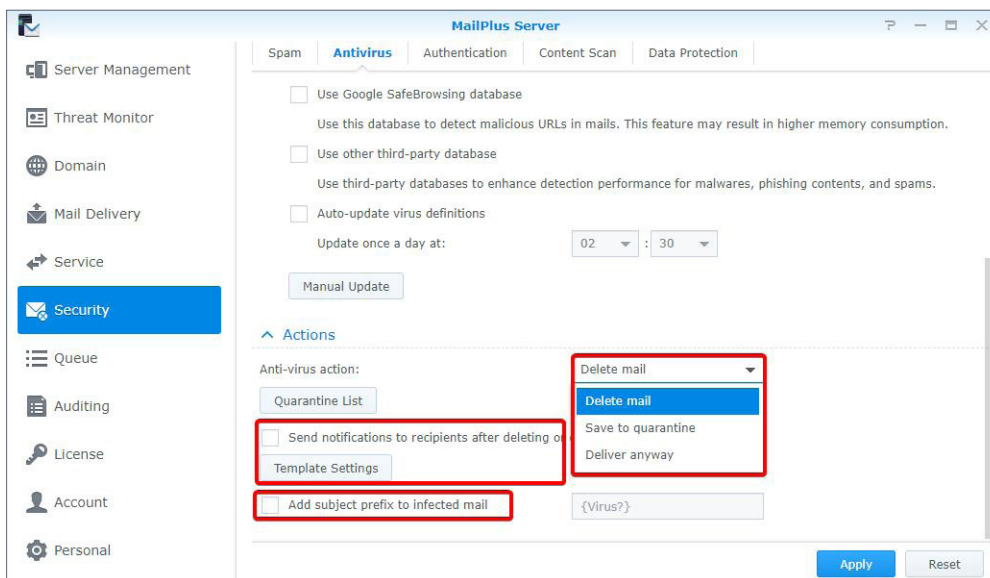 MailPlus Server
Spam Antivirus Authentication Content Scan Data Protection
Server Management
Threat Monitor
Domain
Mail Delivery
Service
Security
Queue
Auditing
License
Account
Personal
Use Google SafeBrowsing database
Use this database to detect malicious URLs in mails. This feature may result in higher memory consumption.
Use other third-party database
Use third-party databases to enhance detection performance for malwares, phishing contents, and spams.
Auto-update virus definitions
Update once a day at: 02 : 30
Manual Update
Actions
Anti-virus action: Delete mail
Quarantine List
Delete mail
Save to quarantine
Deliver anyway
Send notifications to recipients after deleting
Template Settings
Add subject prefix to infected mail {Virus?}
Apply Reset